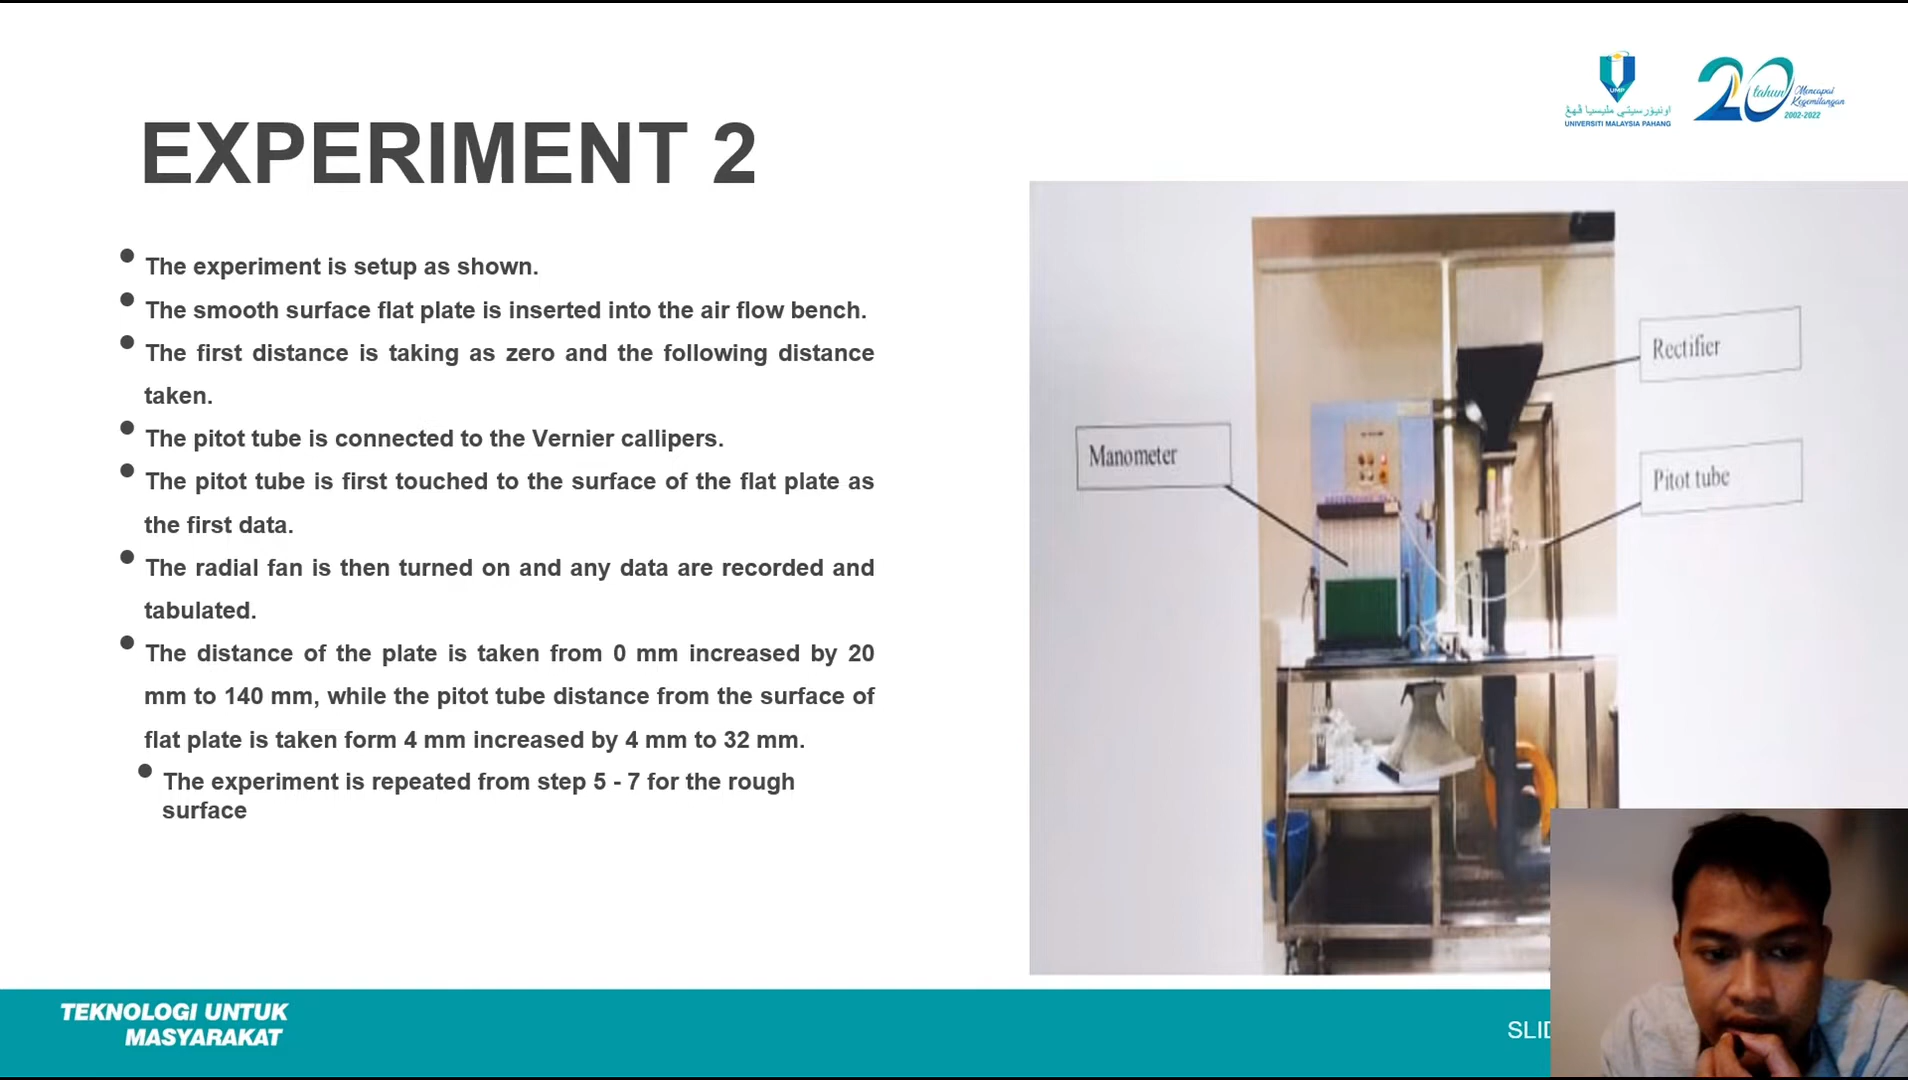 اونيۏرسيتي مليسيا ڤهڠ
UMP
UNIVERSITI MALAYSIA PAHANG
20
tahun
Mencapai
Kegemilangan
2002-2022
EXPERIMENT 2
• The experiment is setup as shown.
• The smooth surface flat plate is inserted into the air flow bench.
• The first distance is taking as zero and the following distance
taken.
• The pitot tube is connected to the Vernier callipers.
• The pitot tube is first touched to the surface of the flat plate as
the first data.
• The radial fan is then turned on and any data are recorded and
tabulated.
• The distance of the plate is taken from 0 mm increased by 20
mm to 140 mm, while the pitot tube distance from the surface of
flat plate is taken form 4 mm increased by 4 mm to 32 mm.
• The experiment is repeated from step 5 - 7 for the rough
surface
Rectifier
Manometer
Pitot tube
TEKNOLOGI UNTUK
MASYARAKAT